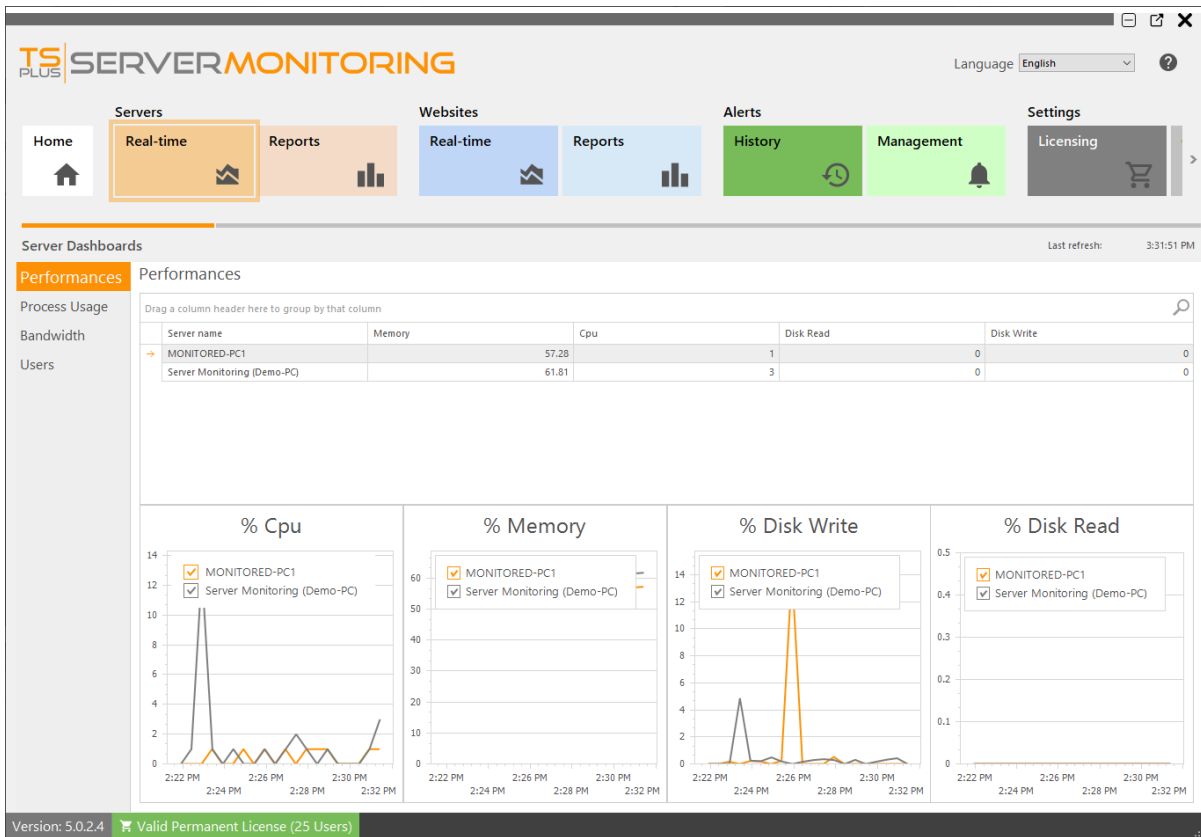 TS PLUS SERVERMONITORING
Language English
Servers Websites Alerts Settings
Home Real-time Reports Real-time Reports History Management Licensing
Server Dashboards Last refresh: 3:31:51 PM
Performances
Process Usage
Bandwidth
Users
Performances
Drag a column header here to group by that column
Server name Memory Cpu Disk Read Disk Write
MONITORED-PC1 57.28 1 0 0
Server Monitoring (Demo-PC) 61.81 3 0 0
% Cpu
14
12
10
8
6
4
2
0
MONITORED-PC1
Server Monitoring (Demo-PC)
2:22 PM 2:26 PM 2:30 PM
2:24 PM 2:28 PM 2:32 PM
% Memory
60
50
40
30
20
10
0
MONITORED-PC1
Server Monitoring (Demo-PC)
2:22 PM 2:26 PM 2:30 PM
2:24 PM 2:28 PM 2:32 PM
% Disk Write
14
12
10
8
6
4
2
0
MONITORED-PC1
Server Monitoring (Demo-PC)
2:22 PM 2:26 PM 2:30 PM
2:24 PM 2:28 PM 2:32 PM
% Disk Read
0.5
0.4
0.3
0.2
0.1
0
MONITORED-PC1
Server Monitoring (Demo-PC)
2:22 PM 2:26 PM 2:30 PM
2:24 PM 2:28 PM 2:32 PM
Version: 5.0.2.4 Valid Permanent License (25 Users)